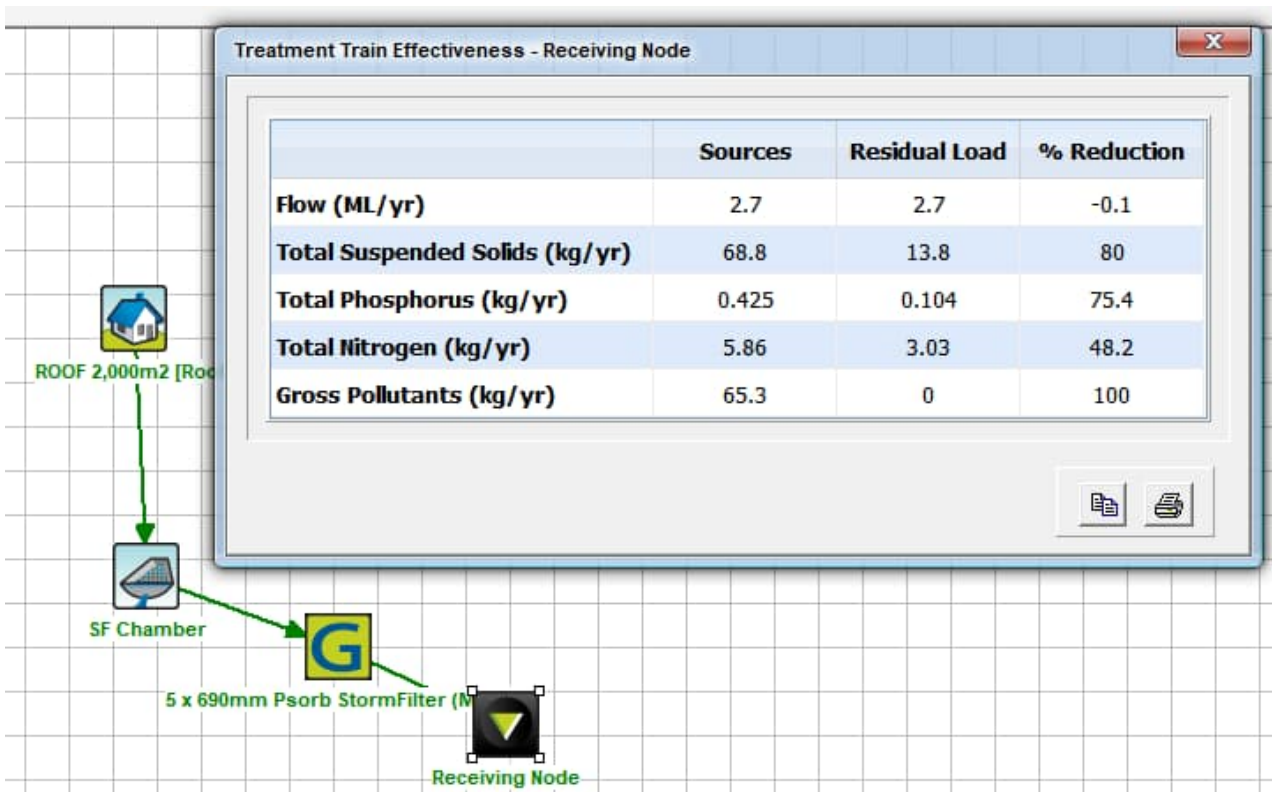 Treatment Train Effectiveness - Receiving Node
Sources Residual Load % Reduction
Flow (ML/yr) 2.7 2.7 -0.1
Total Suspended Solids (kg/yr) 68.8 13.8 80
Total Phosphorus (kg/yr) 0.425 0.104 75.4
Total Nitrogen (kg/yr) 5.86 3.03 48.2
Gross Pollutants (kg/yr) 65.3 0 100
ROOF 2,000m2 [Roo
SF Chamber
G
5 x 690mm Psorb StormFilter (M
Receiving Node